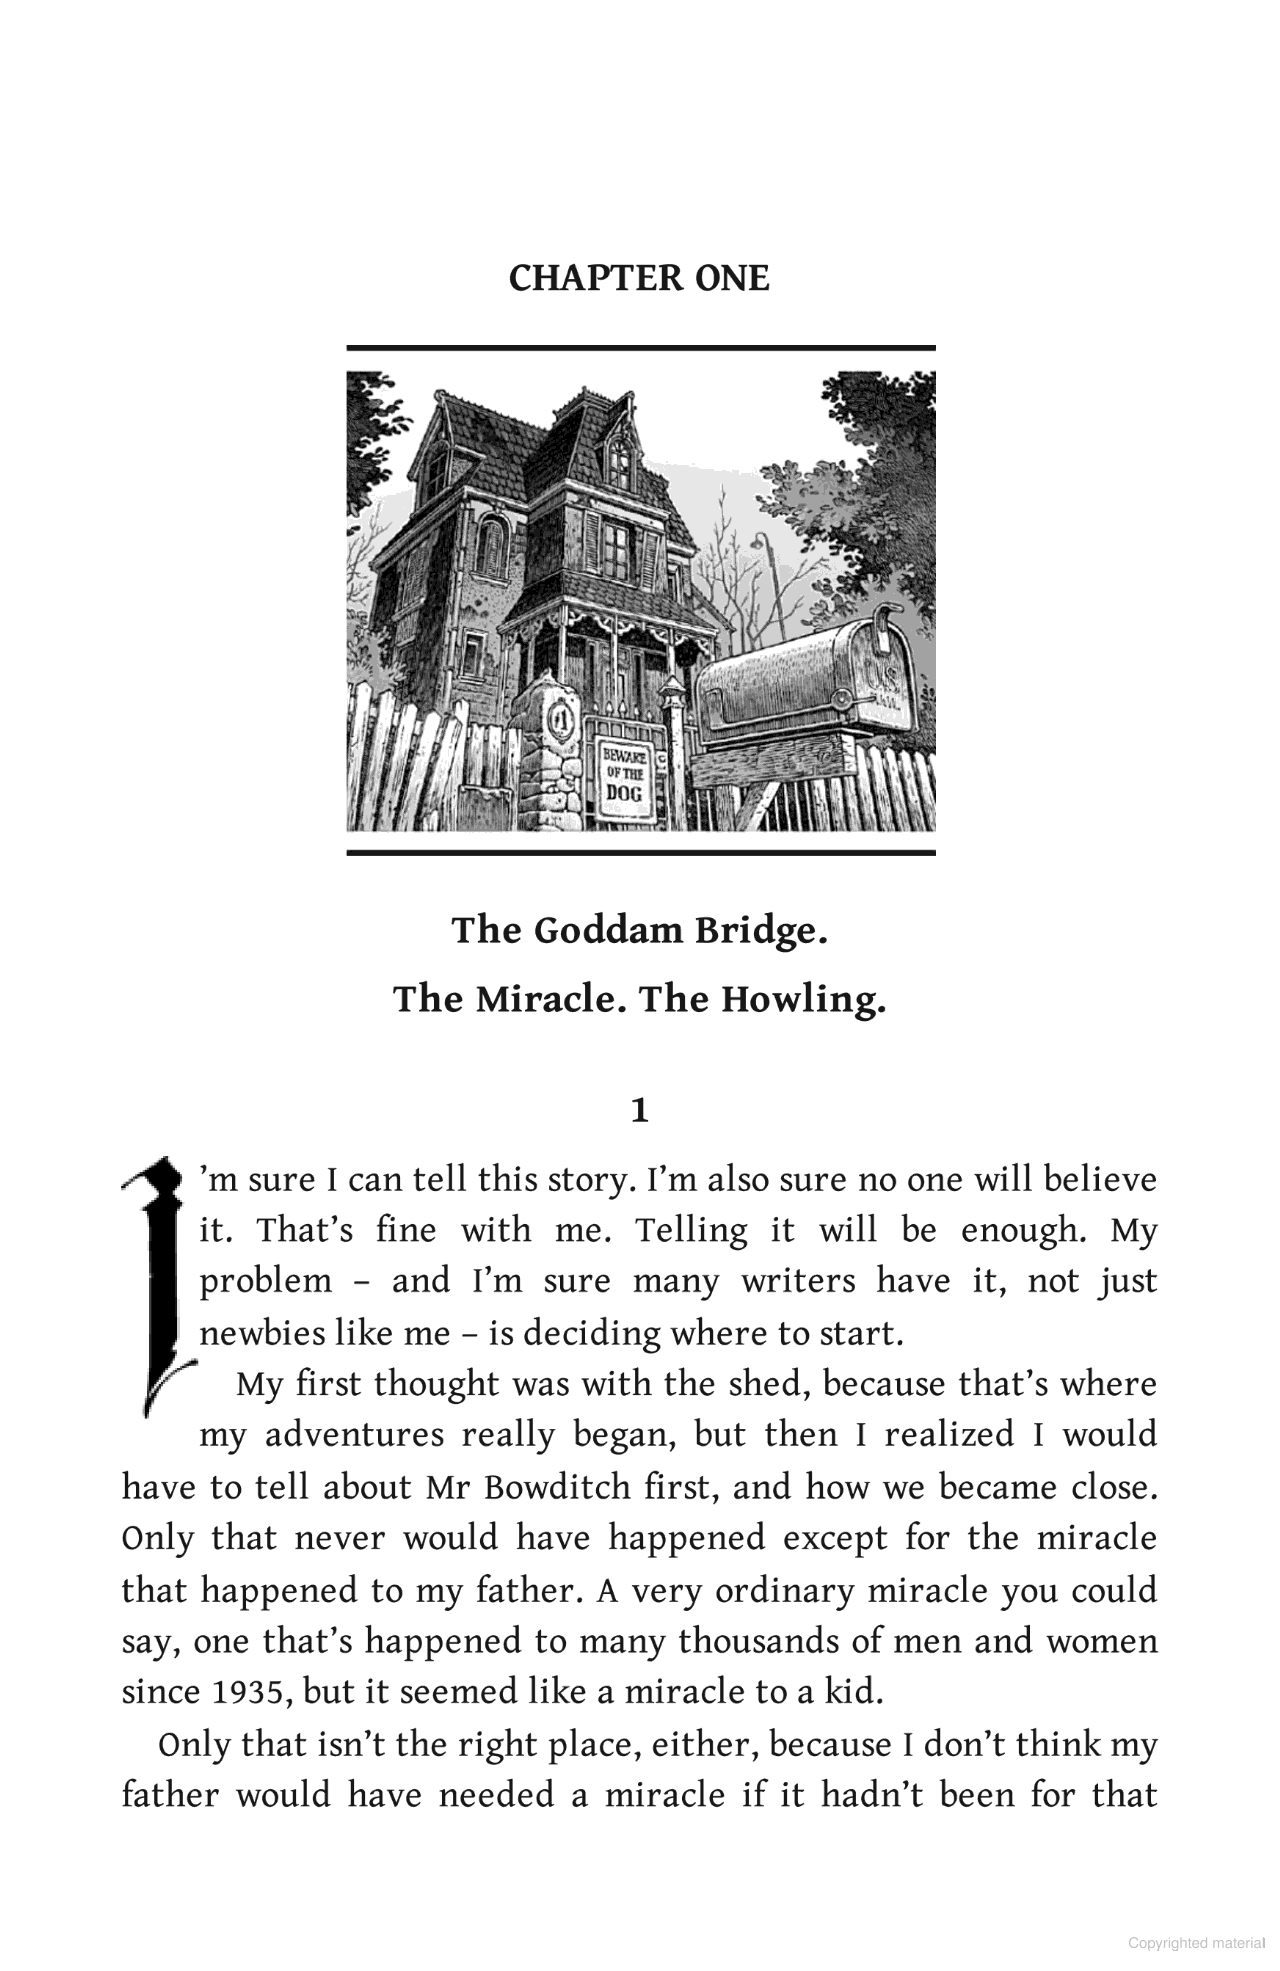 CHAPTER ONE
#1
BEWARE
OF THE
DOG
US
MAIL
The Goddam Bridge.
The Miracle. The Howling.
1
I’m sure I can tell this story. I’m also sure no one will believe
it. That’s fine with me. Telling it will be enough. My
problem – and I’m sure many writers have it, not just
newbies like me – is deciding where to start.
My first thought was with the shed, because that’s where
my adventures really began, but then I realized I would
have to tell about Mr Bowditch first, and how we became close.
Only that never would have happened except for the miracle
that happened to my father. A very ordinary miracle you could
say, one that’s happened to many thousands of men and women
since 1935, but it seemed like a miracle to a kid.
Only that isn’t the right place, either, because I don’t think my
father would have needed a miracle if it hadn’t been for that
Copyrighted material